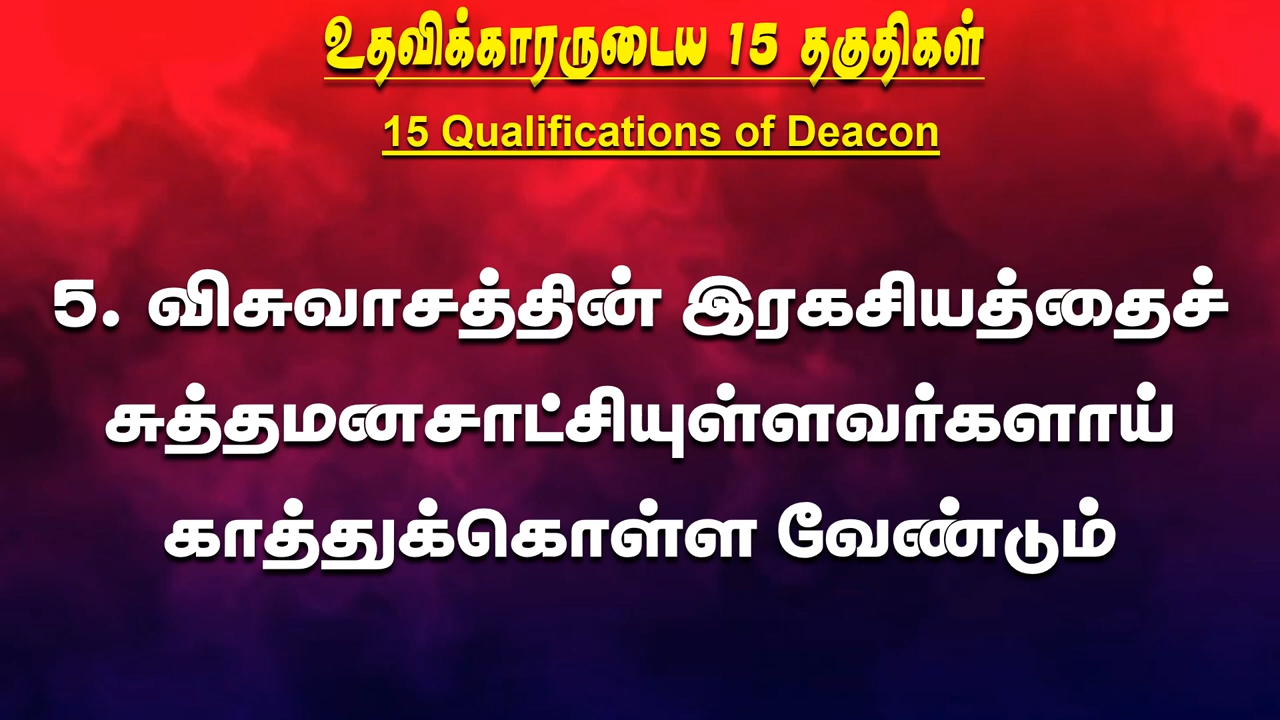 உதவிக்காரருடைய 15 தகுதிகள்
15 Qualifications of Deacon
5. விசுவாசத்தின் இரகசியத்தைச்
சுத்தமனசாட்சியுள்ளவர்களாய்
காத்துக்கொள்ள வேண்டும்